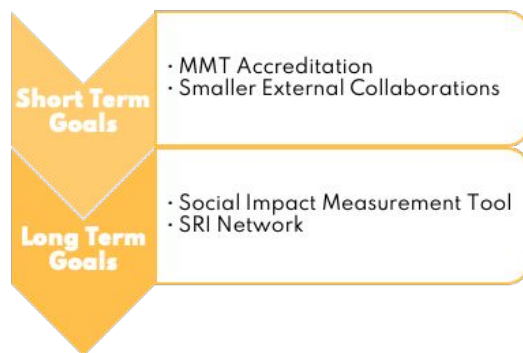 Short Term
Goals
· MMT Accreditation
· Smaller External Collaborations
Long Term
Goals
· Social Impact Measurement Tool
· SRI Network